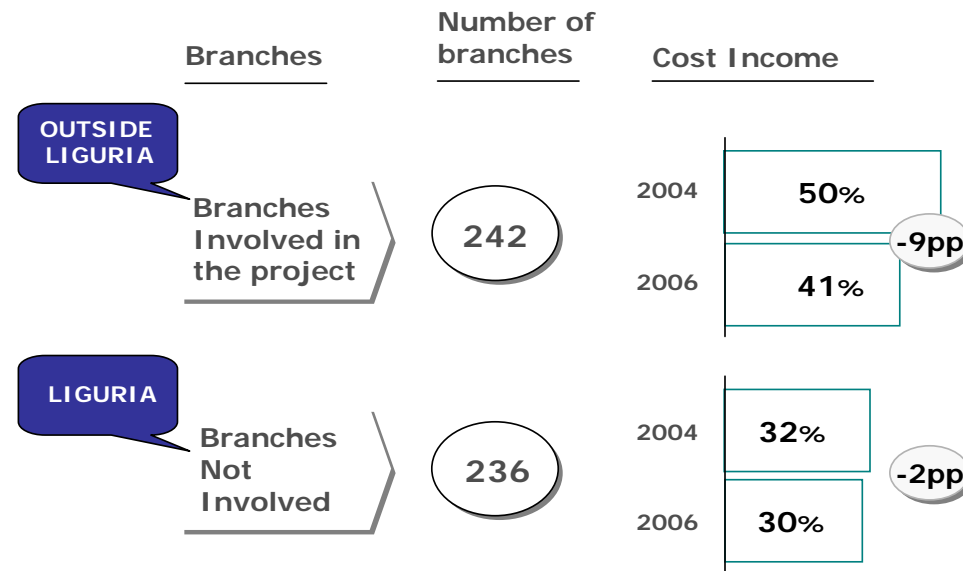 Branches
Number of
branches
Cost Income
OUTSIDE
LIGURIA
Branches
Involved in
the project
242
2004
50%
-9pp
2006
41%
LIGURIA
Branches
Not
Involved
236
2004
32%
-2pp
2006
30%